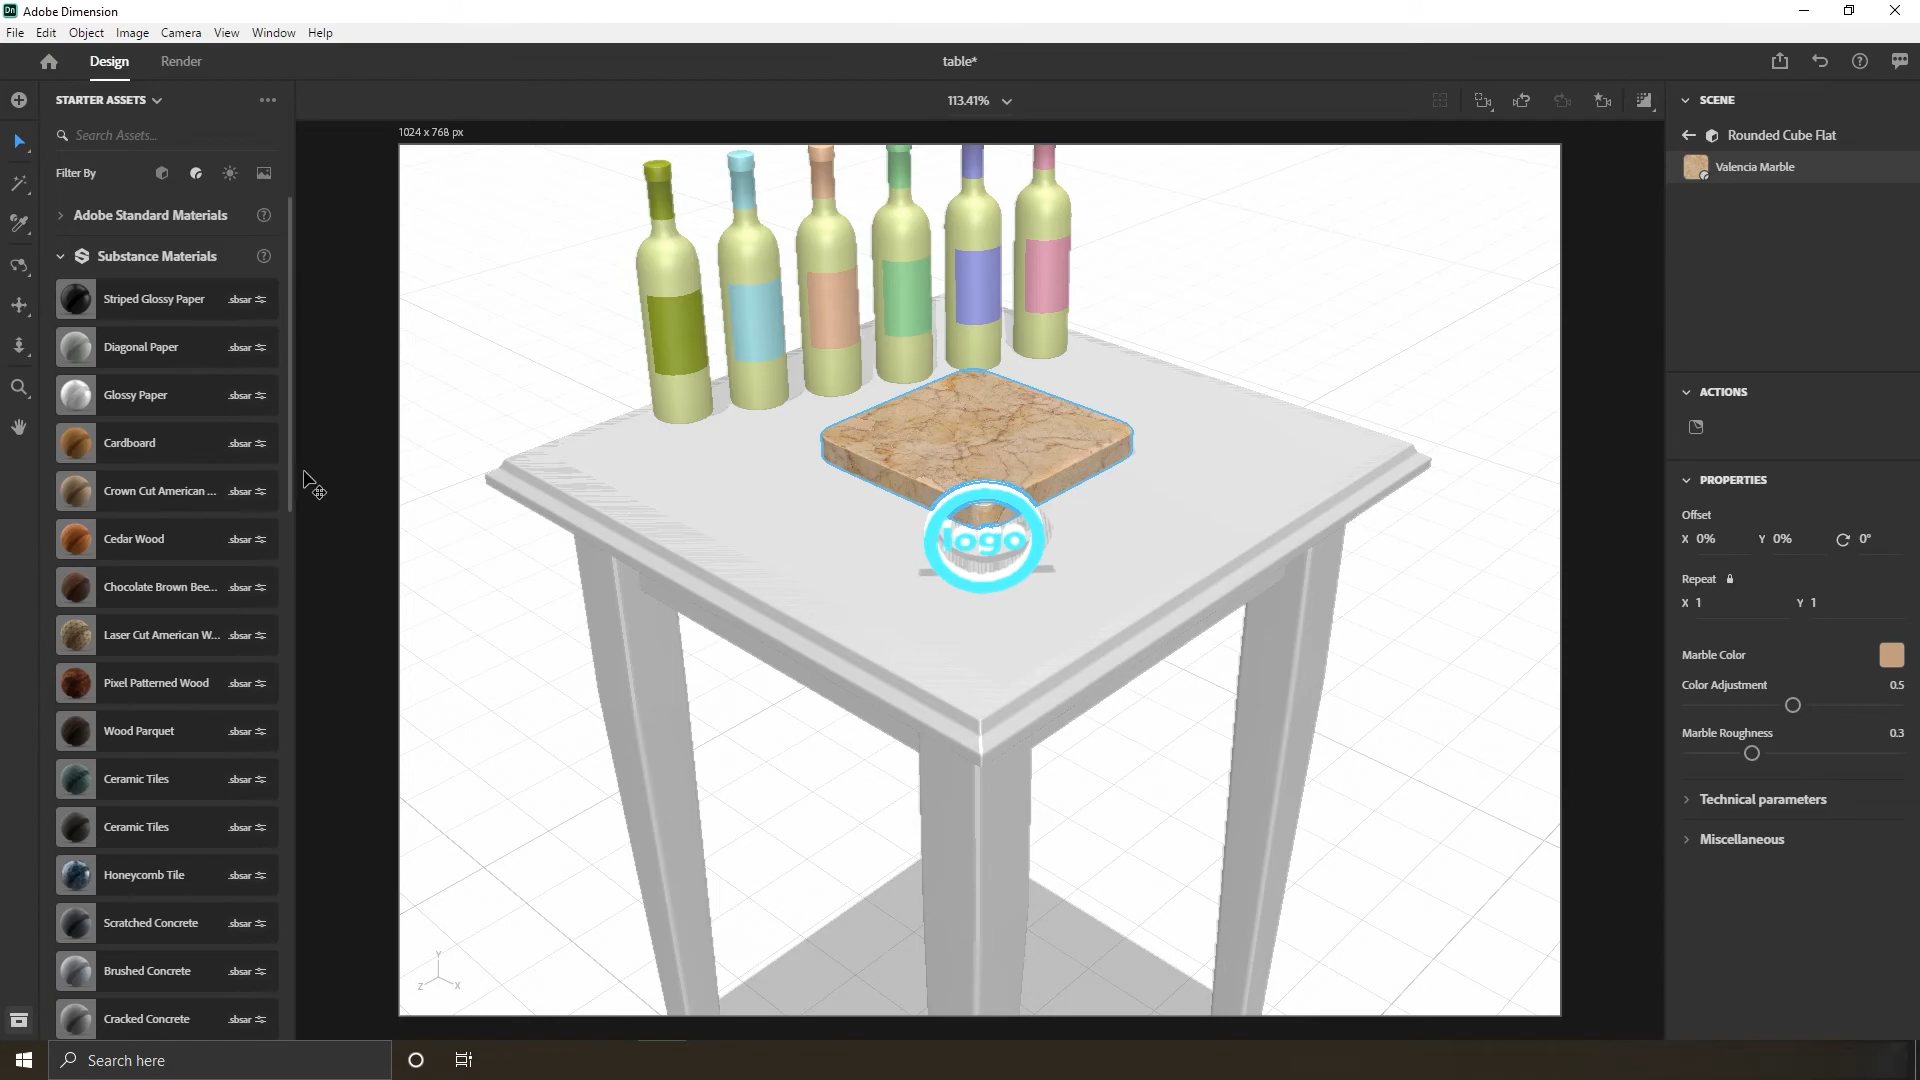 Dn Adobe Dimension
File Edit Object Image Camera View Window Help
Design Render table*
STARTER ASSETS
113.41%
1024 x 768 px
Search Assets...
Filter By
Adobe Standard Materials ?
Substance Materials ?
Striped Glossy Paper .sbsar
Diagonal Paper .sbsar
Glossy Paper .sbsar
Cardboard .sbsar
Crown Cut American ... .sbsar
Cedar Wood .sbsar
Chocolate Brown Bee... .sbsar
Laser Cut American W... .sbsar
Pixel Patterned Wood .sbsar
Wood Parquet .sbsar
Ceramic Tiles .sbsar
Ceramic Tiles .sbsar
Honeycomb Tile .sbsar
Scratched Concrete .sbsar
Brushed Concrete .sbsar
Cracked Concrete .sbsar
logo
Y
Z X
SCENE
Rounded Cube Flat
Valencia Marble
ACTIONS
PROPERTIES
Offset
X 0% Y 0% 0°
Repeat
X 1 Y 1
Marble Color
Color Adjustment 0.5
Marble Roughness 0.3
Technical parameters
Miscellaneous
Search here